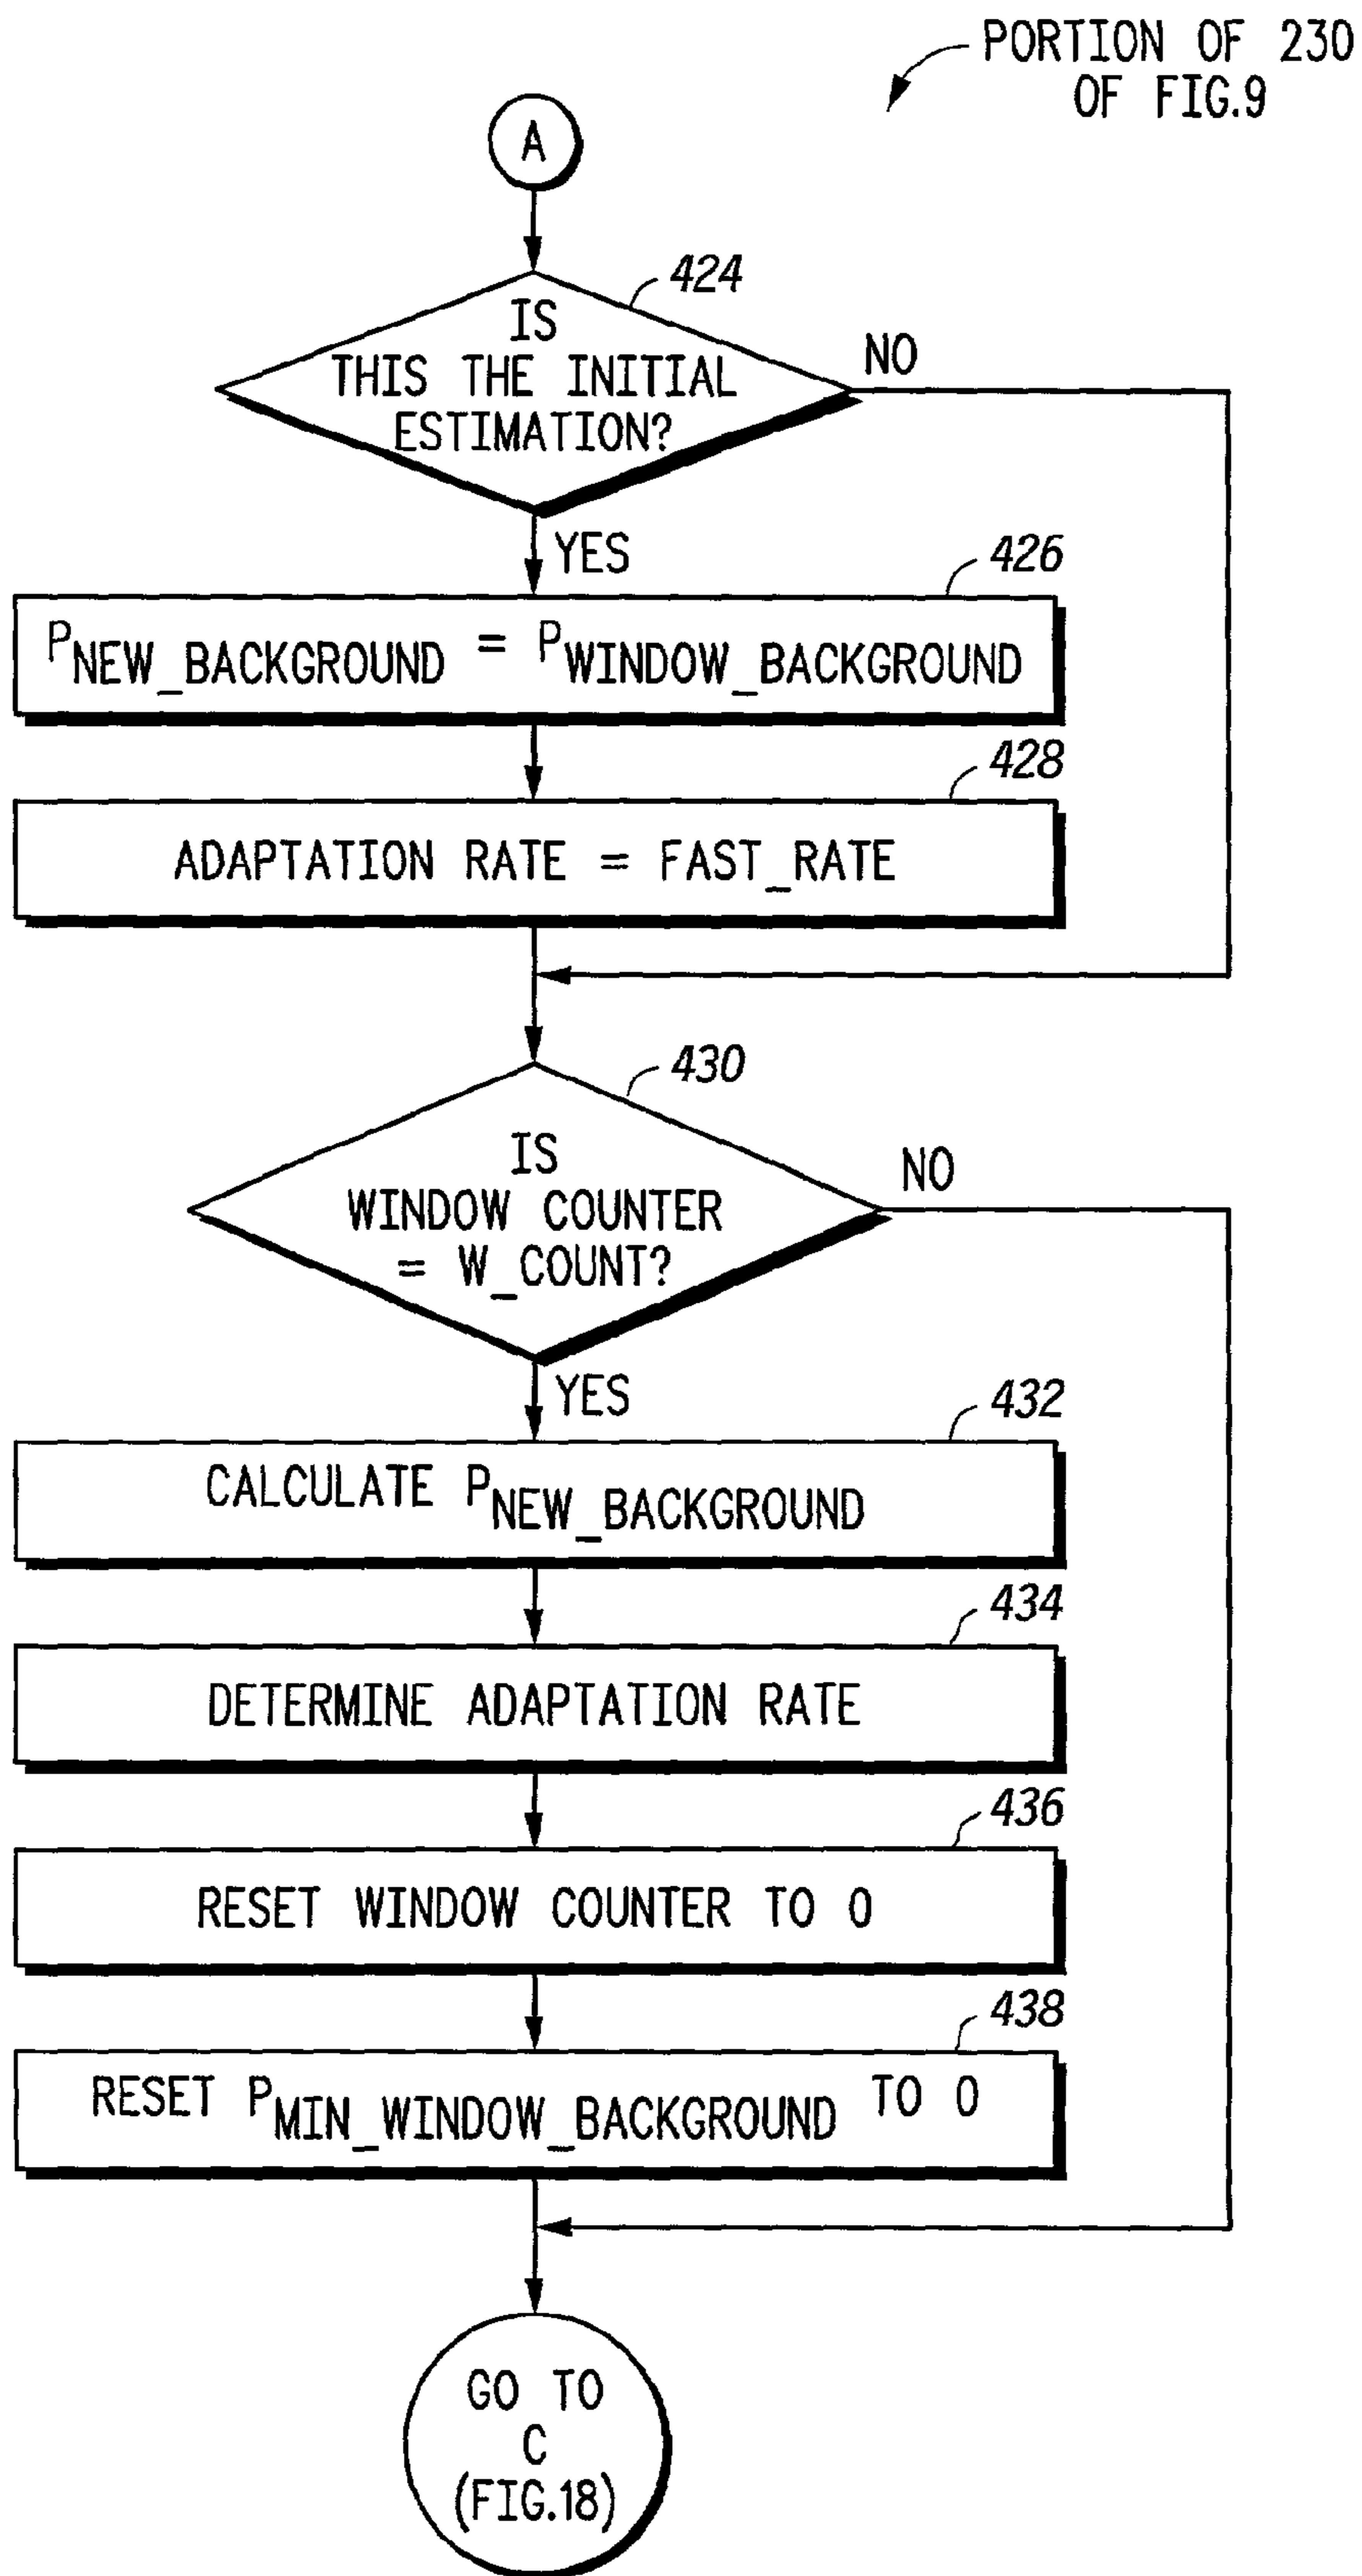 PORTION OF 230
OF FIG.9
A
424
IS
THIS THE INITIAL
ESTIMATION?
NO
YES
426
PNEW_BACKGROUND = PWINDOW_BACKGROUND
428
ADAPTATION RATE = FAST_RATE
430
IS
WINDOW COUNTER
= W_COUNT?
NO
YES
432
CALCULATE PNEW_BACKGROUND
434
DETERMINE ADAPTATION RATE
436
RESET WINDOW COUNTER TO 0
438
RESET PMIN_WINDOW_BACKGROUND TO 0
GO TO
C
(FIG.18)